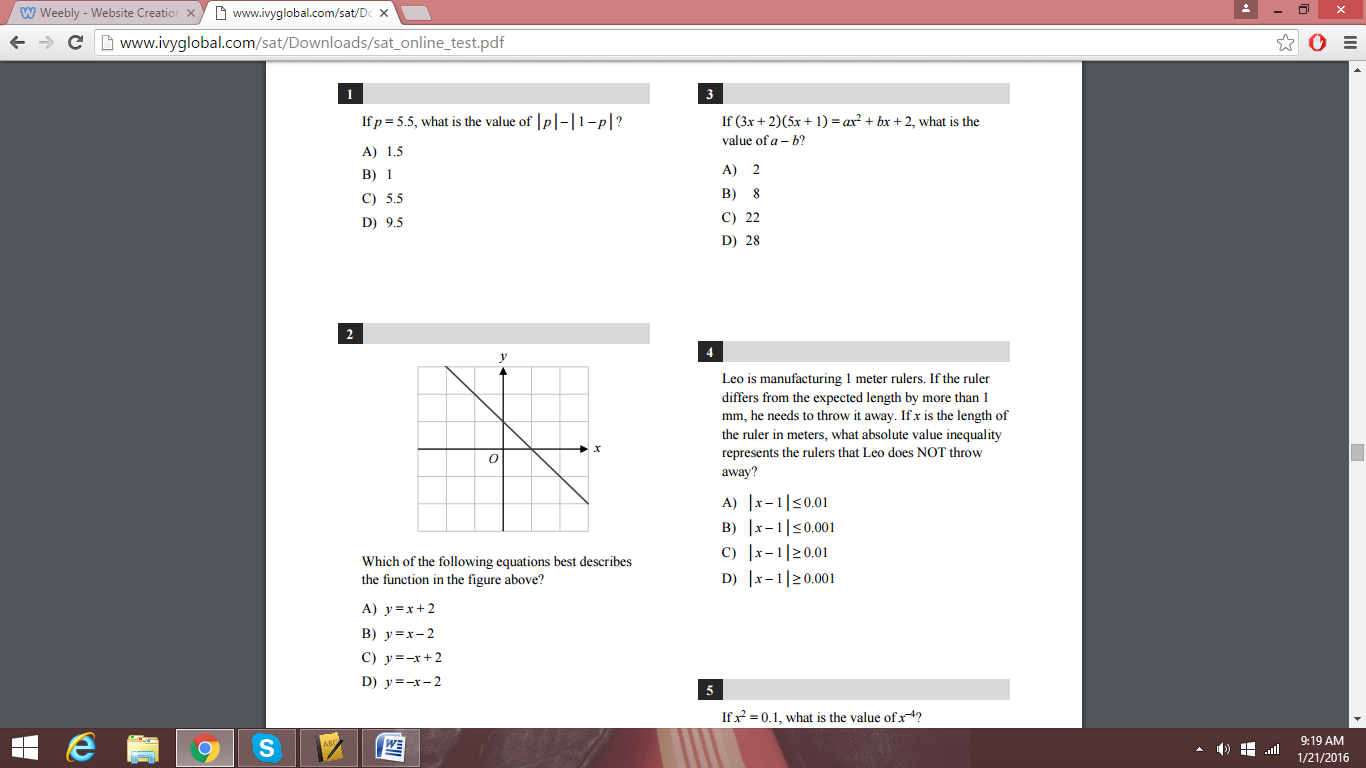 Weebly - Website Creation
www.ivyglobal.com/sat/Do
www.ivyglobal.com/sat/Downloads/sat_online_test.pdf
1
If p = 5.5, what is the value of |p| – |1 – p| ?
A) 1.5
B) 1
C) 5.5
D) 9.5
2
y
x
O
Which of the following equations best describes
the function in the figure above?
A) y = x + 2
B) y = x – 2
C) y = –x + 2
D) y = –x – 2
3
If (3x + 2)(5x + 1) = ax² + bx + 2, what is the
value of a – b?
A) 2
B) 8
C) 22
D) 28
4
Leo is manufacturing 1 meter rulers. If the ruler
differs from the expected length by more than 1
mm, he needs to throw it away. If x is the length of
the ruler in meters, what absolute value inequality
represents the rulers that Leo does NOT throw
away?
A) |x – 1| ≤ 0.01
B) |x – 1| ≤ 0.001
C) |x – 1| ≥ 0.01
D) |x – 1| ≥ 0.001
5
If x² = 0.1, what is the value of x⁻⁴?
ABC
9:19 AM
1/21/2016